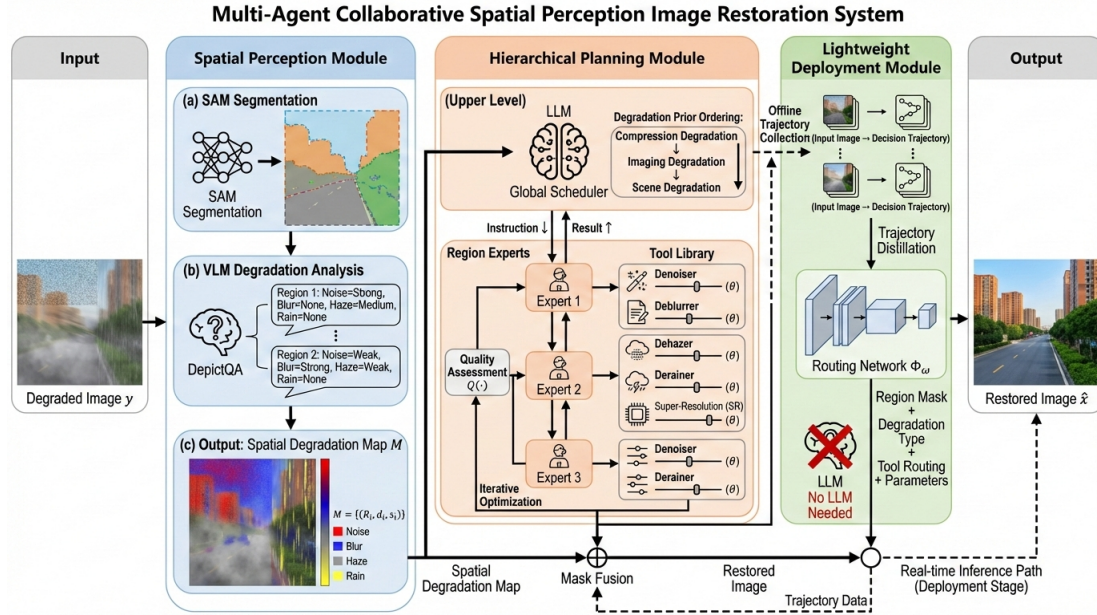 Multi-Agent Collaborative Spatial Perception Image Restoration System
Input
Degraded Image y
Spatial Perception Module
(a) SAM Segmentation
SAM
Segmentation
(b) VLM Degradation Analysis
?
DepictQA
Region 1: Noise=Strong,
Blur=None, Haze=Medium,
Rain=None
⋮
Region 2: Noise=Weak,
Blur=Strong, Haze=Weak,
Rain=None
(c) Output: Spatial Degradation Map M
M = {(R_i, d_i, s_i)}
Noise
Blur
Haze
Rain
Hierarchical Planning Module
(Upper Level)
LLM
Global Scheduler
Degradation Prior Ordering:
Compression Degradation
↓
Imaging Degradation
↓
Scene Degradation
Instruction ↓
Result ↑
Region Experts
Expert 1
Expert 2
Expert 3
Quality
Assessment
Q(·)
Iterative
Optimization
Tool Library
Denoiser
(θ)
Deblurrer
(θ)
Dehazer
(θ)
Derainer
(θ)
Super-Resolution (SR)
(θ)
Denoiser
(θ)
Derainer
(θ)
Offline
Trajectory
Collection
Lightweight
Deployment Module
(Input Image → Decision Trajectory)
⋮
⋮
(Input Image → Decision Trajectory)
Trajectory
Distillation
Routing Network Φ_ω
Region Mask
+
Degradation
Type
+
Tool Routing
+ Parameters
LLM
No LLM
Needed
Output
Restored Image x̂
Spatial
Degradation Map
Mask Fusion
Restored
Image
Trajectory Data
Real-time Inference Path
(Deployment Stage)